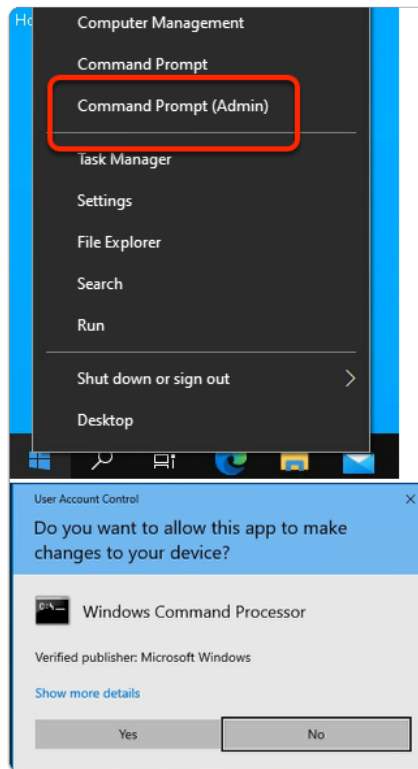 Computer Management
Command Prompt
Command Prompt (Admin)
Task Manager
Settings
File Explorer
Search
Run
Shut down or sign out
Desktop
User Account Control
Do you want to allow this app to make
changes to your device?
Windows Command Processor
Verified publisher: Microsoft Windows
Show more details
Yes
No